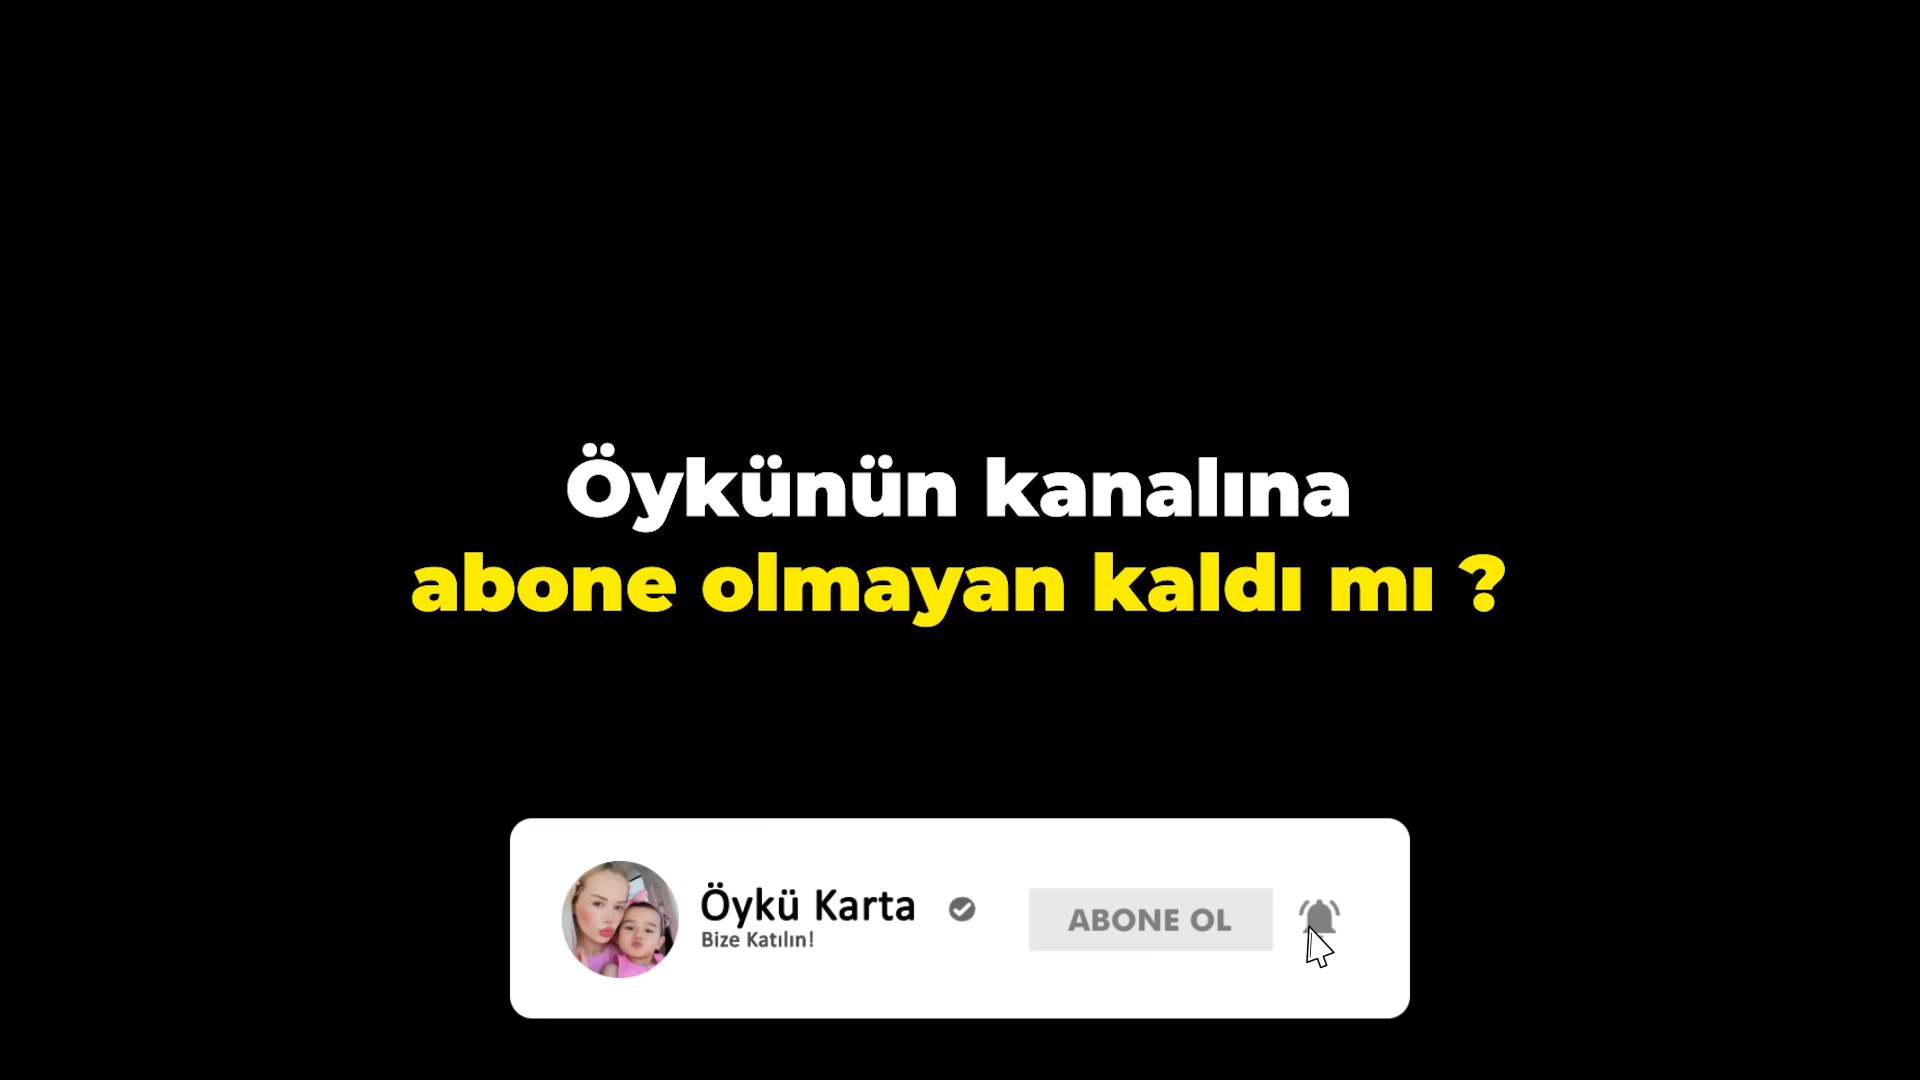 Öykünün kanalına
abone olmayan kaldı mı ?
Öykü Karta
Bize Katılın!
ABONE OL